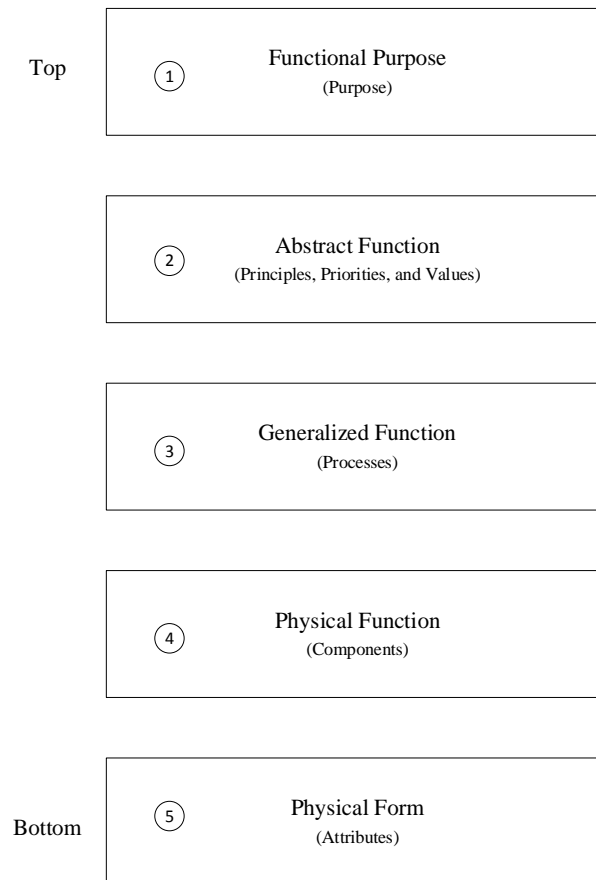 Top
1
Functional Purpose
(Purpose)
2
Abstract Function
(Principles, Priorities, and Values)
3
Generalized Function
(Processes)
4
Physical Function
(Components)
Bottom
5
Physical Form
(Attributes)